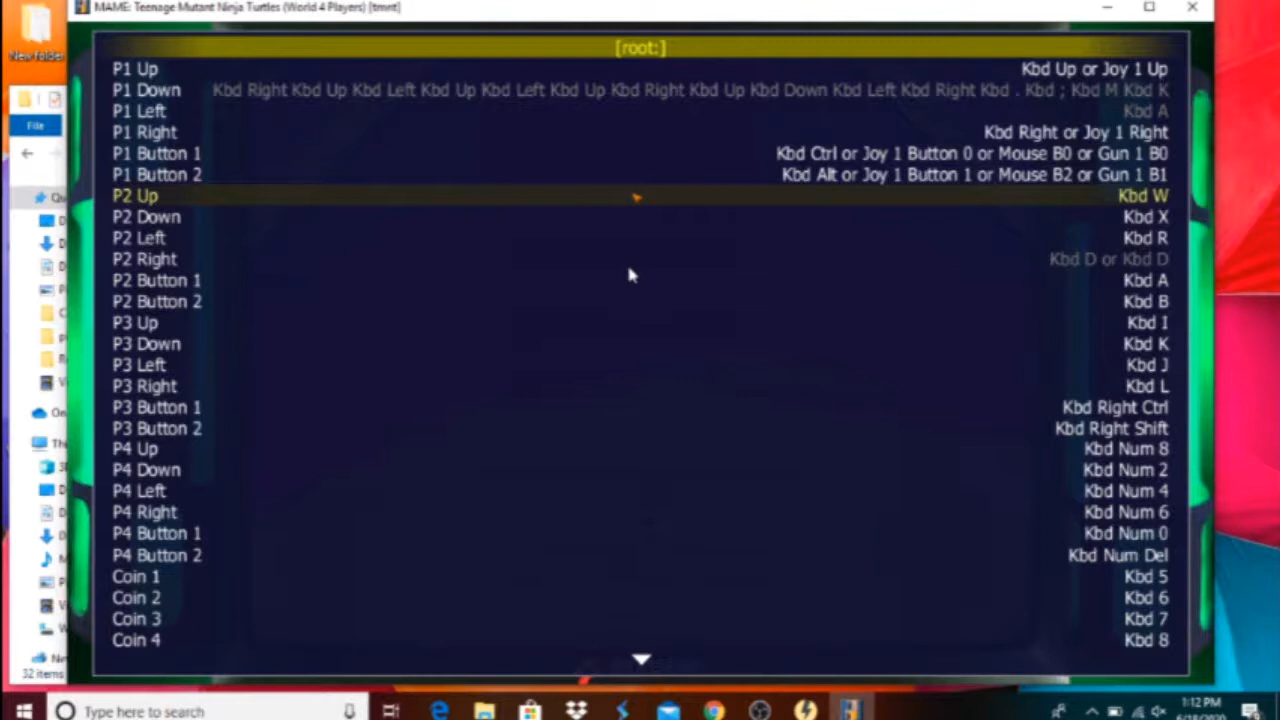 New folder
MAME: Teenage Mutant Ninja Turtles (World 4 Players) [tmnt]
File
[root:]
P1 Up Kbd Up or Joy 1 Up
P1 Down Kbd Right Kbd Up Kbd Left Kbd Up Kbd Left Kbd Up Kbd Right Kbd Up Kbd Down Kbd Left Kbd Right Kbd . Kbd ; Kbd M Kbd K
P1 Left Kbd A
P1 Right Kbd Right or Joy 1 Right
P1 Button 1 Kbd Ctrl or Joy 1 Button 0 or Mouse B0 or Gun 1 B0
P1 Button 2 Kbd Alt or Joy 1 Button 1 or Mouse B2 or Gun 1 B1
P2 Up Kbd W
P2 Down Kbd X
P2 Left Kbd R
P2 Right Kbd D or Kbd D
P2 Button 1 Kbd A
P2 Button 2 Kbd B
P3 Up Kbd I
P3 Down Kbd K
P3 Left Kbd J
P3 Right Kbd L
P3 Button 1 Kbd Right Ctrl
P3 Button 2 Kbd Right Shift
P4 Up Kbd Num 8
P4 Down Kbd Num 2
P4 Left Kbd Num 4
P4 Right Kbd Num 6
P4 Button 1 Kbd Num 0
P4 Button 2 Kbd Num Del
Coin 1 Kbd 5
Coin 2 Kbd 6
Coin 3 Kbd 7
Coin 4 Kbd 8
32 items
Type here to search
1:12 PM